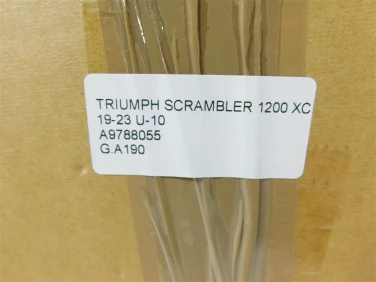 TRIUMPH SCRAMBLER 1200 XC
19-23 U-10
A9788055
G.A190